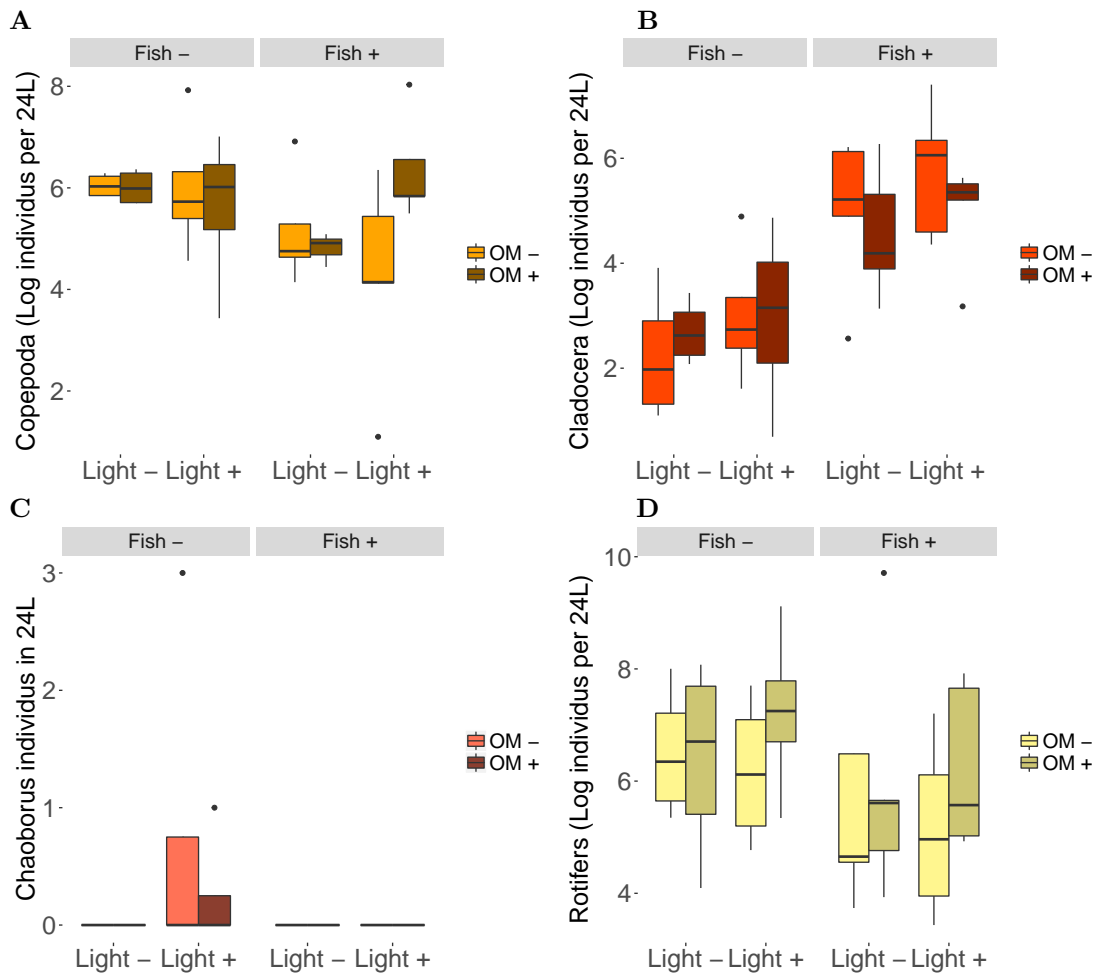 A
Fish − Fish +
Copepoda (Log individus per 24L)
8
6
4
2
Light − Light + Light − Light +
OM −
OM +
B
Fish − Fish +
Cladocera (Log individus per 24L)
6
4
2
Light − Light + Light − Light +
OM −
OM +
C
Fish − Fish +
Chaoborus individus in 24L
3
2
1
0
Light − Light + Light − Light +
OM −
OM +
D
Fish − Fish +
Rotifers (Log individus per 24L)
10
8
6
4
Light − Light + Light − Light +
OM −
OM +